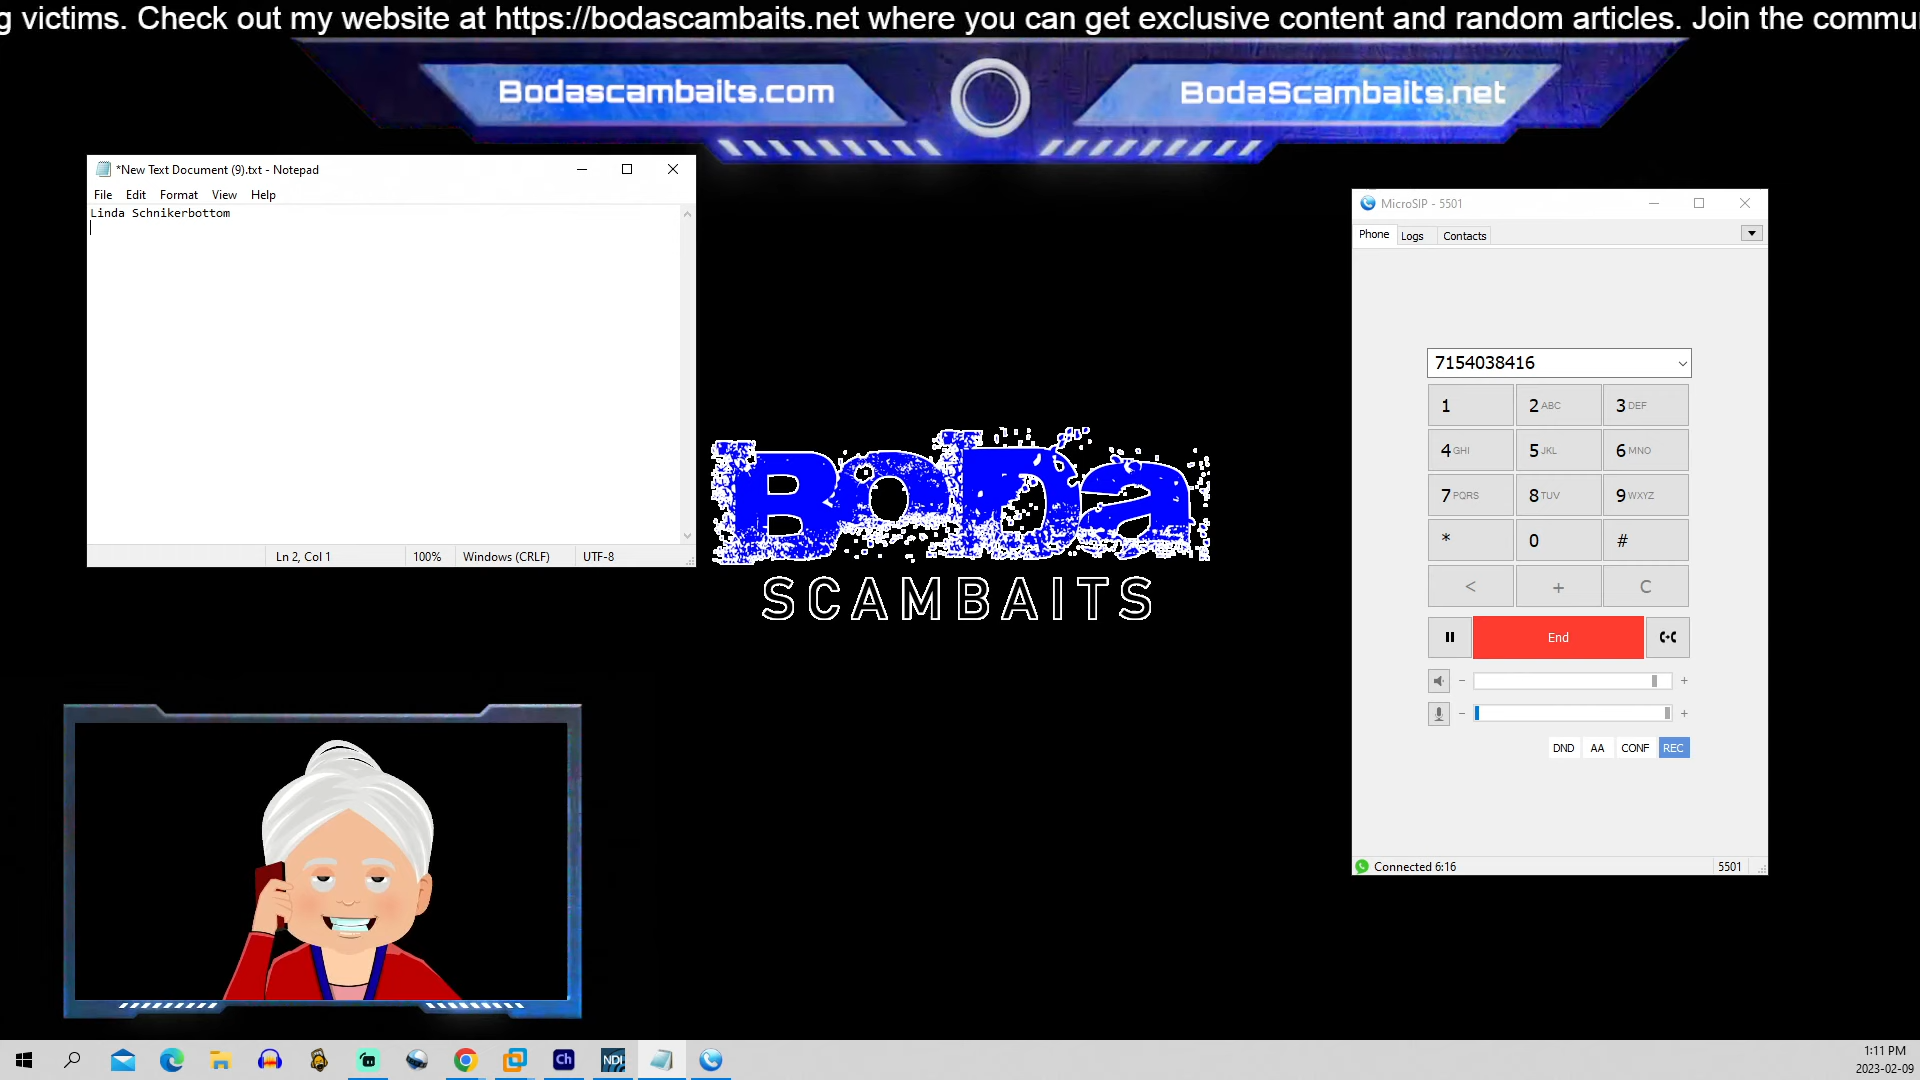 g victims. Check out my website at https://bodascambaits.net where you can get exclusive content and random articles. Join the commu
Bodascambaits.com
BodaScambaits.net
*New Text Document (9).txt - Notepad
File Edit Format View Help
Linda Schnikerbottom
Ln 2, Col 1 100% Windows (CRLF) UTF-8
BoDa
SCAMBAITS
MicroSIP - 5501
Phone Logs Contacts
7154038416
1 2 ABC 3 DEF
4 GHI 5 JKL 6 MNO
7 PQRS 8 TUV 9 WXYZ
* 0 #
< + C
End
- +
- +
DND AA CONF REC
Connected 6:16 5501
Ch
NDI
1:11 PM
2023-02-09